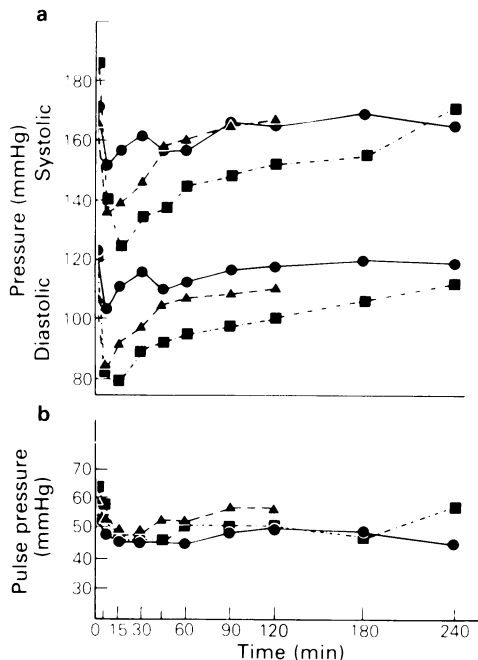 a
Pressure (mmHg)
Systolic
Diastolic
180
160
140
120
100
80
b
Pulse pressure
(mmHg)
70
60
50
40
30
0 15 30 60 90 120 180 240
Time (min)